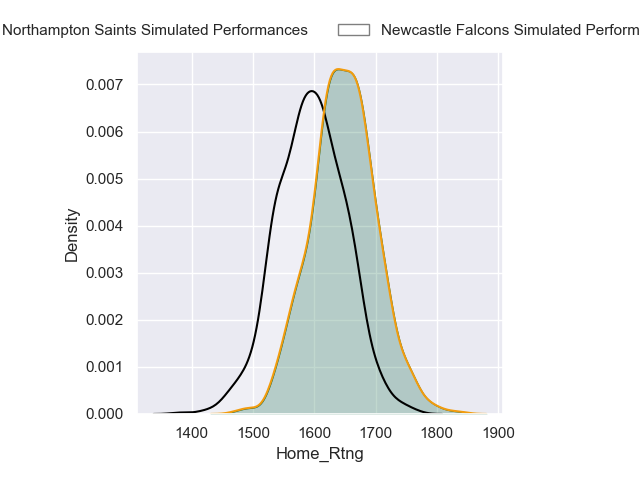 Northampton Saints Simulated Performances
Newcastle Falcons Simulated Perform
0.007
0.006
0.005
0.004
0.003
0.002
0.001
0.000
Density
1400 1500 1600 1700 1800 1900
Home_Rtng